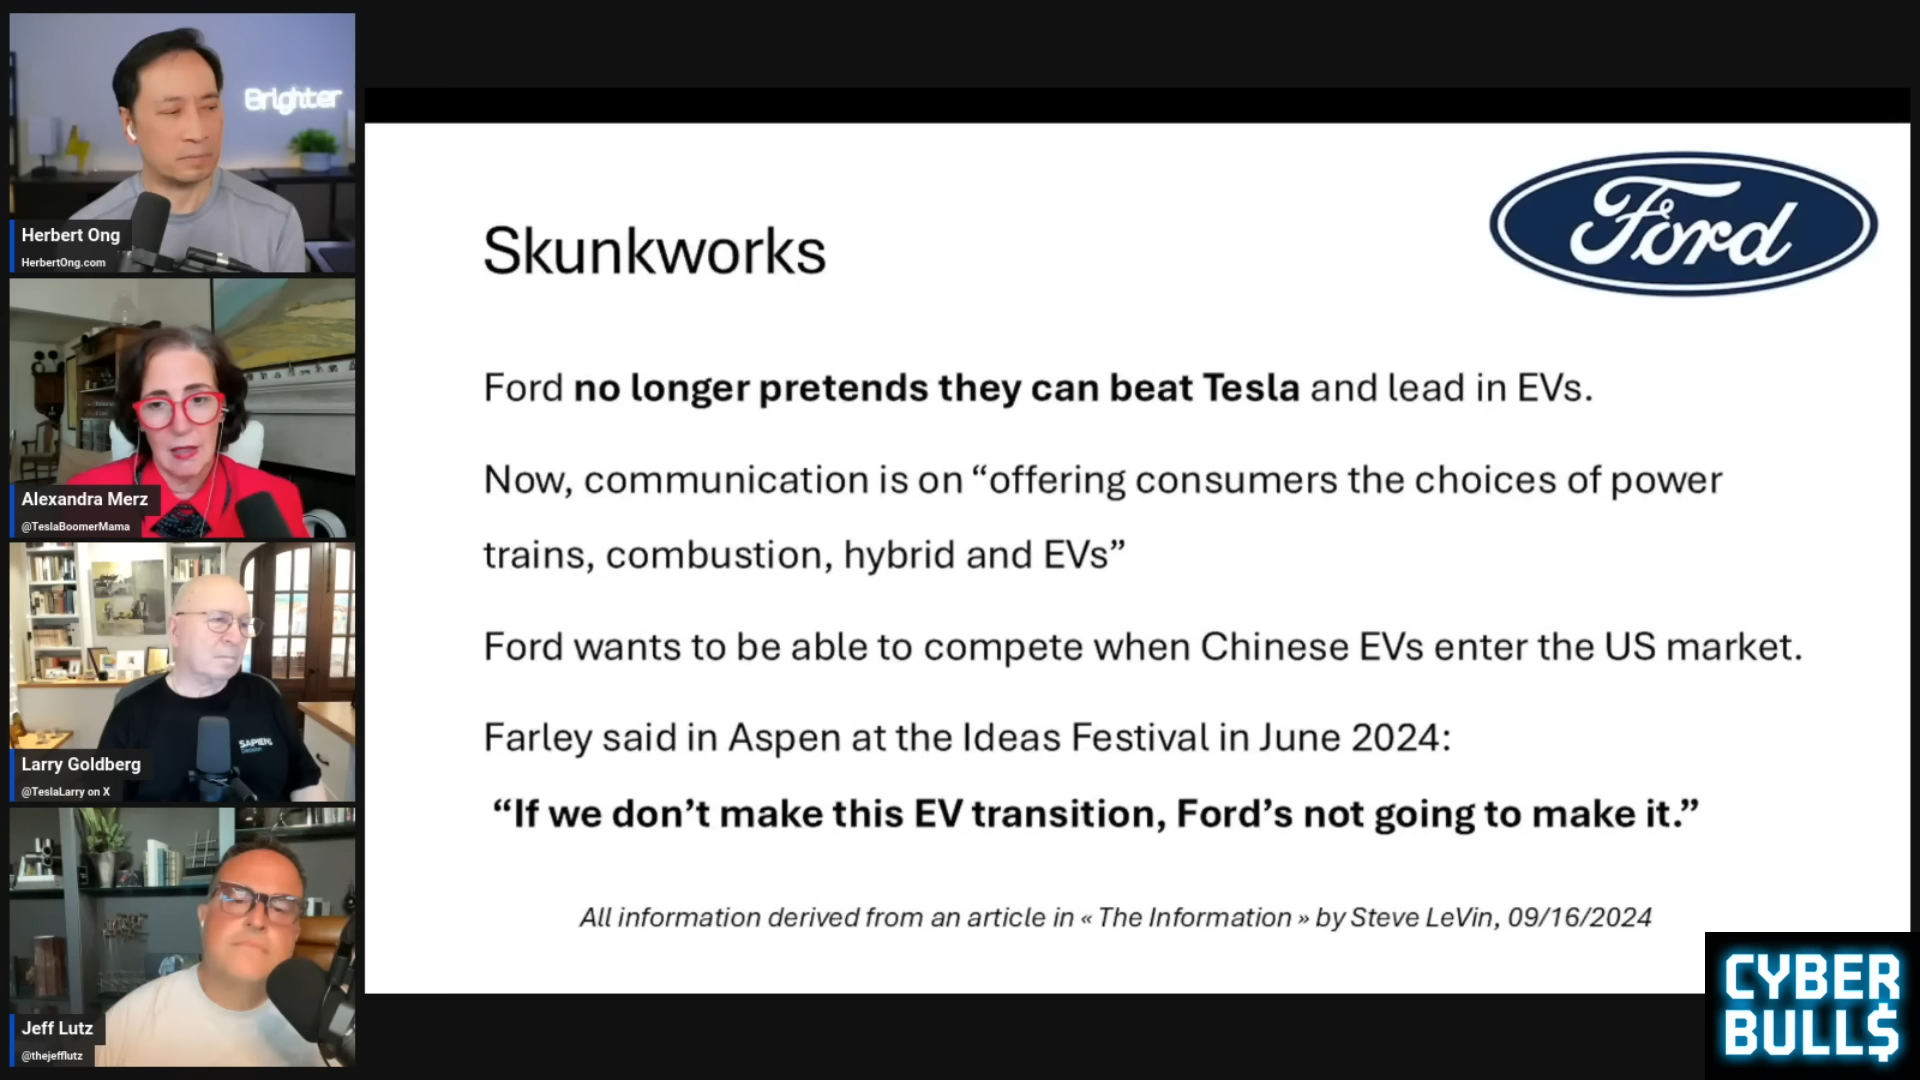 Brighter
Herbert Ong
HerbertOng.com
Alexandra Merz
@TeslaBoomerMama
SAPIENS
Larry Goldberg
@TeslaLarry on X
Jeff Lutz
@thejefflutz
Ford
Skunkworks
Ford no longer pretends they can beat Tesla and lead in EVs.
Now, communication is on “offering consumers the choices of power
trains, combustion, hybrid and EVs”
Ford wants to be able to compete when Chinese EVs enter the US market.
Farley said in Aspen at the Ideas Festival in June 2024:
“If we don’t make this EV transition, Ford’s not going to make it.”
All information derived from an article in « The Information » by Steve LeVin, 09/16/2024
CYBER
BULL$